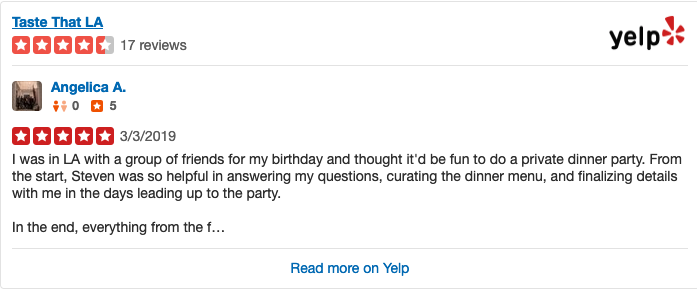 Taste That LA
17 reviews
yelp
Angelica A.
0 5
3/3/2019
I was in LA with a group of friends for my birthday and thought it'd be fun to do a private dinner party. From
the start, Steven was so helpful in answering my questions, curating the dinner menu, and finalizing details
with me in the days leading up to the party.
In the end, everything from the f…
Read more on Yelp